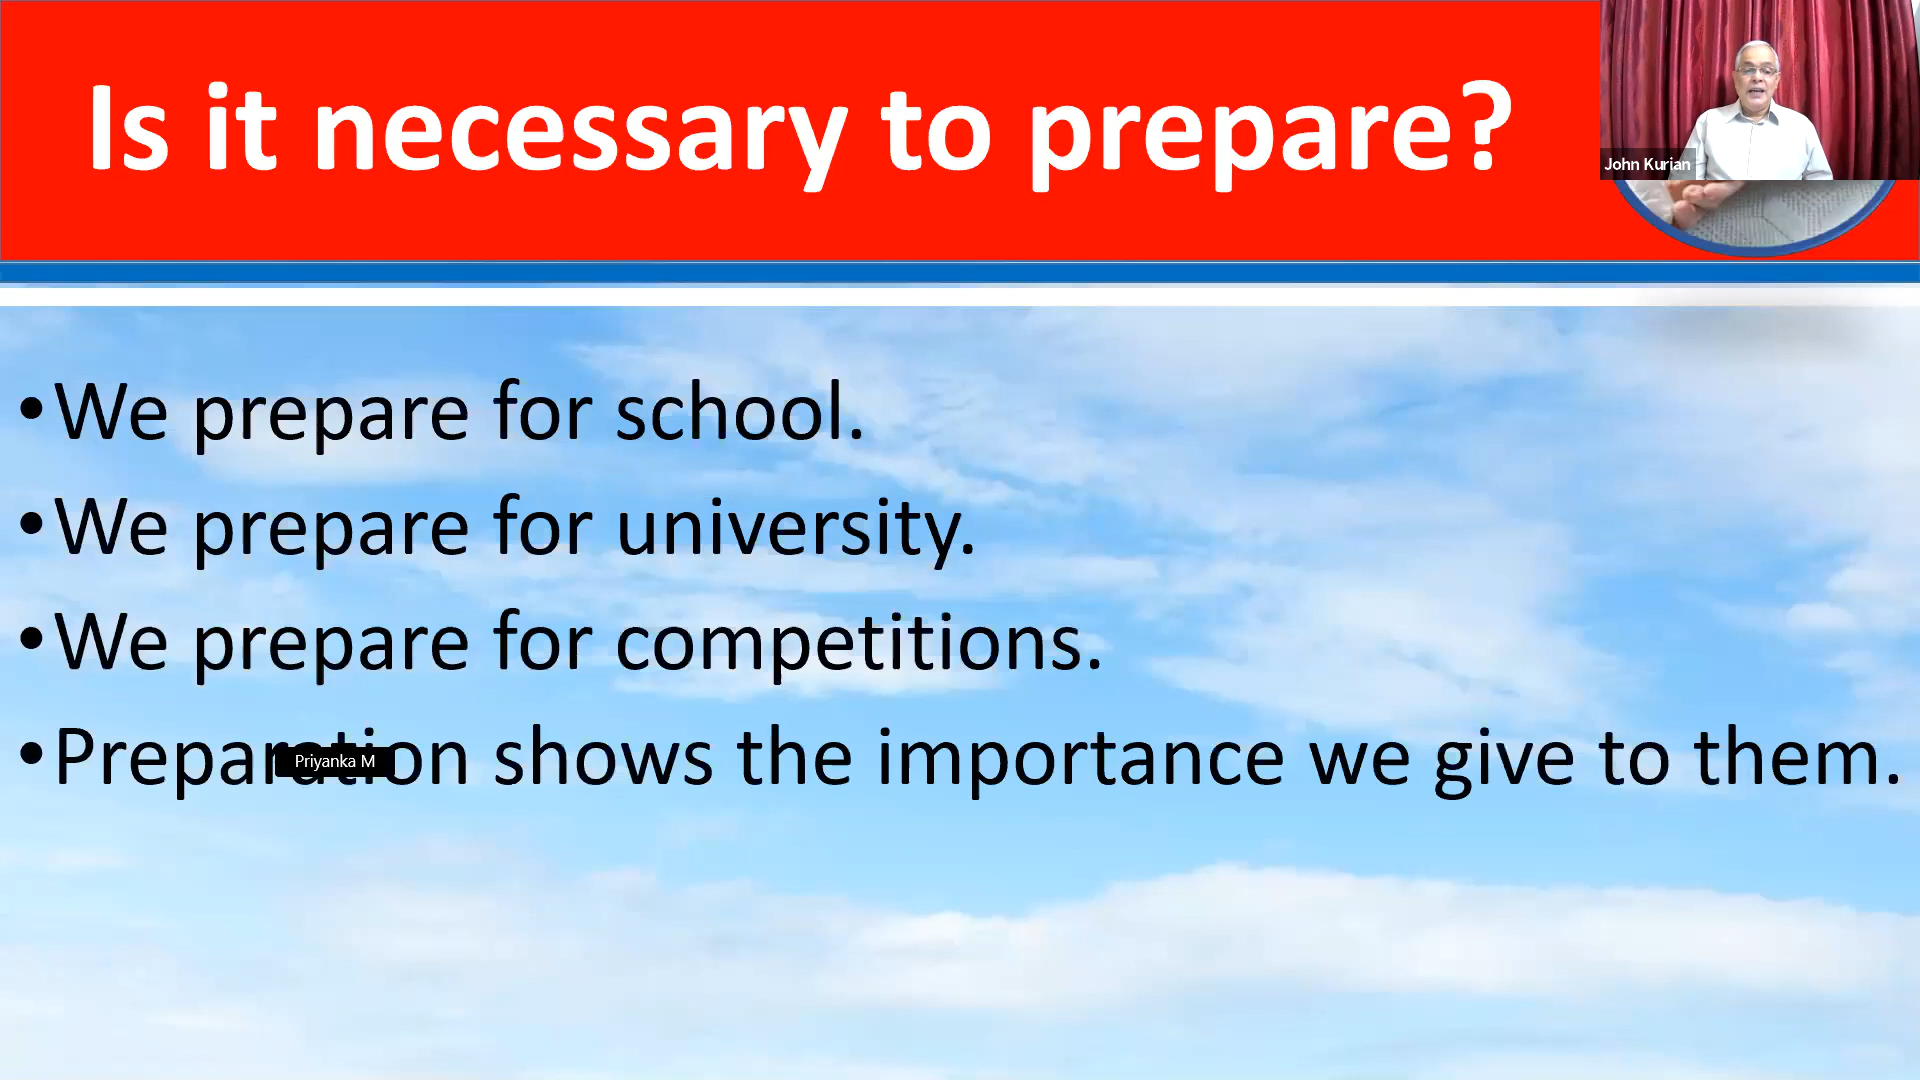 Is it necessary to prepare?
John Kurian
•We prepare for school.
•We prepare for university.
•We prepare for competitions.
•Preparation shows the importance we give to them.
Priyanka M